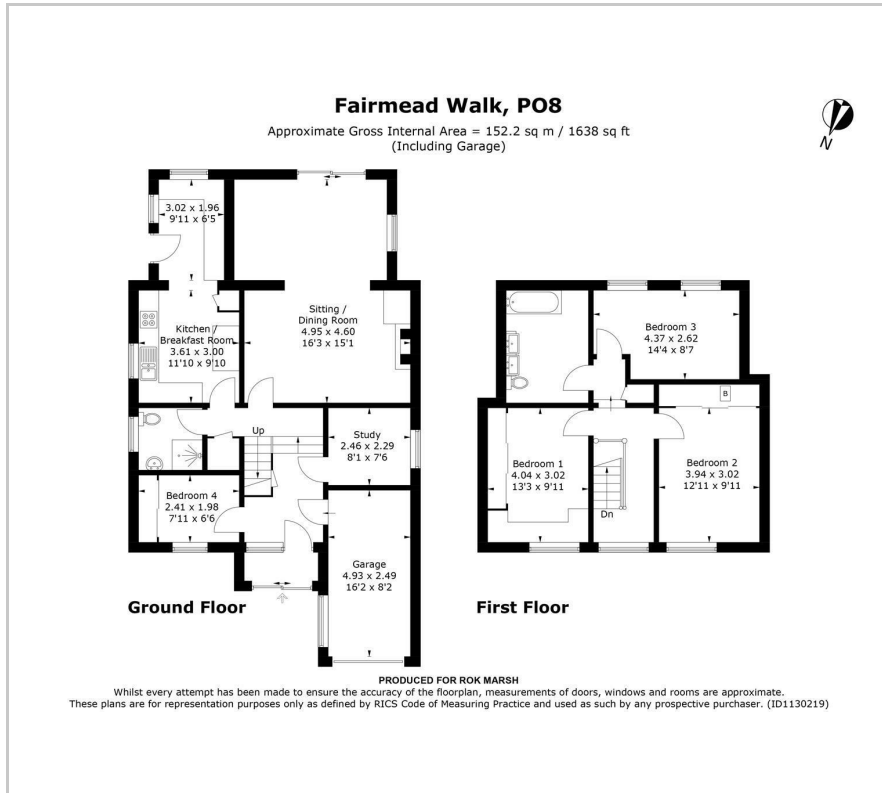 Fairmead Walk, PO8
Approximate Gross Internal Area = 152.2 sq m / 1638 sq ft
(Including Garage)
N
3.02 x 1.96
9'11 x 6'5
Kitchen /
Breakfast Room
3.61 x 3.00
11'10 x 9'10
Sitting /
Dining Room
4.95 x 4.60
16'3 x 15'1
Up
Study
2.46 x 2.29
8'1 x 7'6
Bedroom 4
2.41 x 1.98
7'11 x 6'6
Garage
4.93 x 2.49
16'2 x 8'2
Ground Floor
Bedroom 3
4.37 x 2.62
14'4 x 8'7
B
Bedroom 1
4.04 x 3.02
13'3 x 9'11
Bedroom 2
3.94 x 3.02
12'11 x 9'11
Dn
First Floor
PRODUCED FOR ROK MARSH
Whilst every attempt has been made to ensure the accuracy of the floorplan, measurements of doors, windows and rooms are approximate.
These plans are for representation purposes only as defined by RICS Code of Measuring Practice and used as such by any prospective purchaser. (ID1130219)